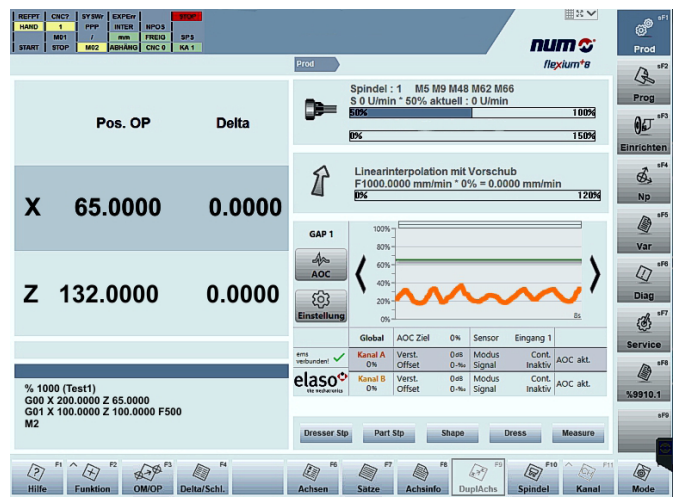 REFPT CNC? SYSWr EXPErr STOP!
HAND 1 PPP INTER NPOS
M01 / mm FREIG SPS
START STOP M02 ABHÄNG CNC 0 KA 1
sF1
Prod
num
flexium+8
Prod
sF2
Prog
Pos. OP Delta
Spindel : 1 M5 M9 M48 M62 M66
S 0 U/min * 50% aktuell : 0 U/min
50% 100%
0% 150%
sF3
Einrichten
X 65.0000 0.0000
Linearinterpolation mit Vorschub
F1000.0000 mm/min * 0% = 0.0000 mm/min
0% 120%
sF4
Np
sF5
Var
GAP 1
AOC
Einstellung
100%
80%
60%
40%
20%
0%
8s
Z 132.0000 0.0000
sF6
Diag
sF7
Service
Global AOC Ziel 0% Sensor Eingang 1
ems
verbunden!
Kanal A
0%
Verst. 0dB Modus Cont.
Offset 0-‰ Signal Inaktiv
AOC akt.
elaso
the mechatronics
Kanal B
0%
Verst. 0dB Modus Cont.
Offset 0-‰ Signal Inaktiv
AOC akt.
sF8
%9910.1
% 1000 (Test1)
G00 X 200.0000 Z 65.0000
G01 X 100.0000 Z 100.0000 F500
M2
sF9
Dresser Stp Part Stp Shape Dress Measure
F1 F2 F3 F4 F6 F7 F8 F9 F10 F11
Hilfe Funktion OM/OP Delta/Schl. Achsen Sätze Achsinfo DuplAchs Spindel Kanal Mode